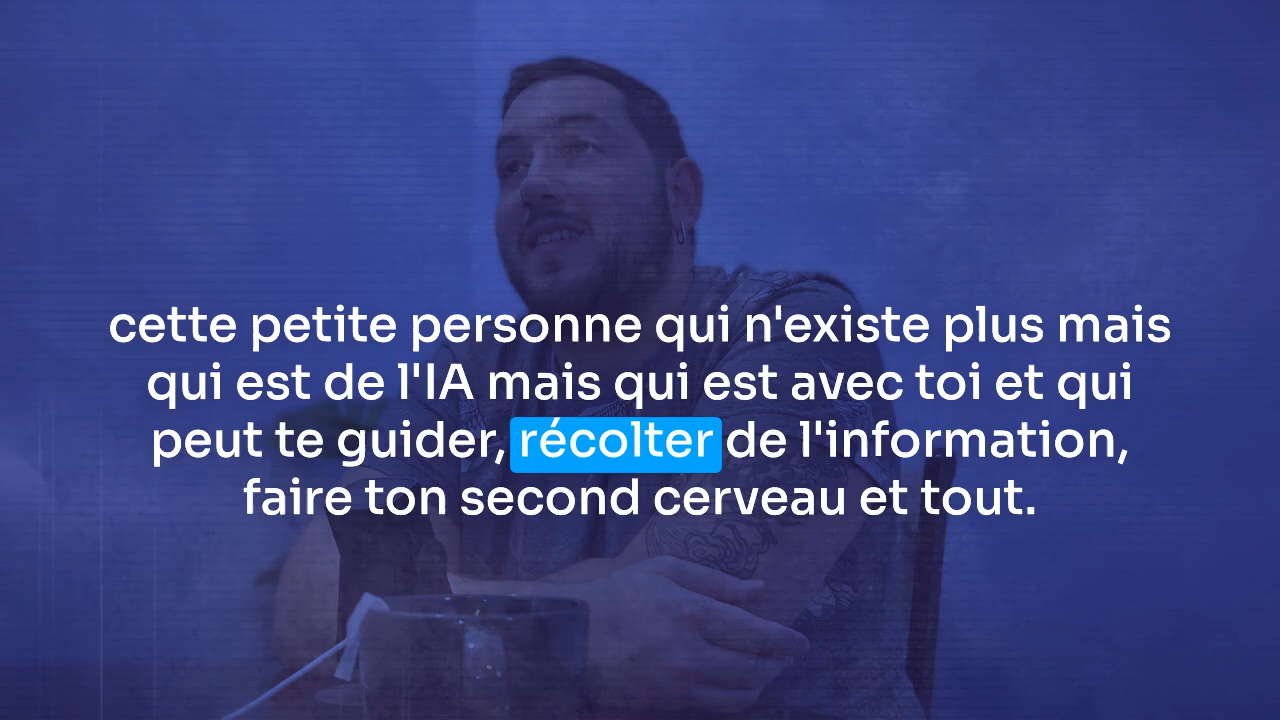 cette petite personne qui n'existe plus mais
qui est de l'IA mais qui est avec toi et qui
peut te guider, récolter de l'information,
faire ton second cerveau et tout.